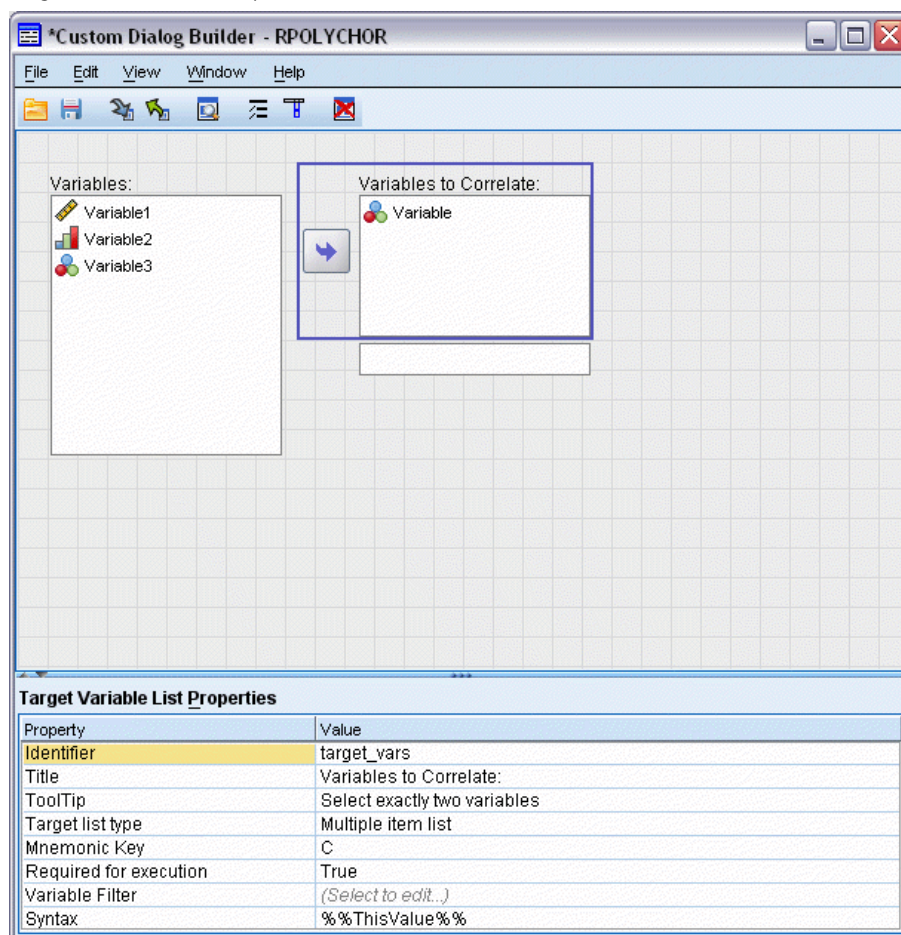 *Custom Dialog Builder - RPOLYCHOR
File Edit View Window Help
Variables:
Variable1
Variable2
Variable3
Variables to Correlate:
Variable
Target Variable List Properties
Property Value
Identifier target_vars
Title Variables to Correlate:
ToolTip Select exactly two variables
Target list type Multiple item list
Mnemonic Key C
Required for execution True
Variable Filter (Select to edit...)
Syntax %%ThisValue%%